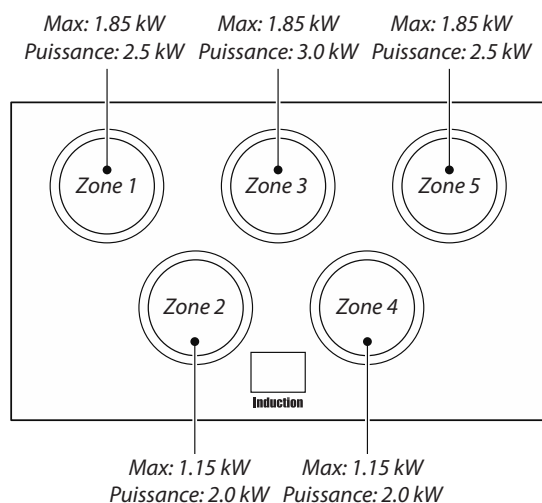 Max: 1.85 kW
Puissance: 2.5 kW
Max: 1.85 kW
Puissance: 3.0 kW
Max: 1.85 kW
Puissance: 2.5 kW
Zone 1
Zone 3
Zone 5
Zone 2
Zone 4
Induction
Max: 1.15 kW
Puissance: 2.0 kW
Max: 1.15 kW
Puissance: 2.0 kW